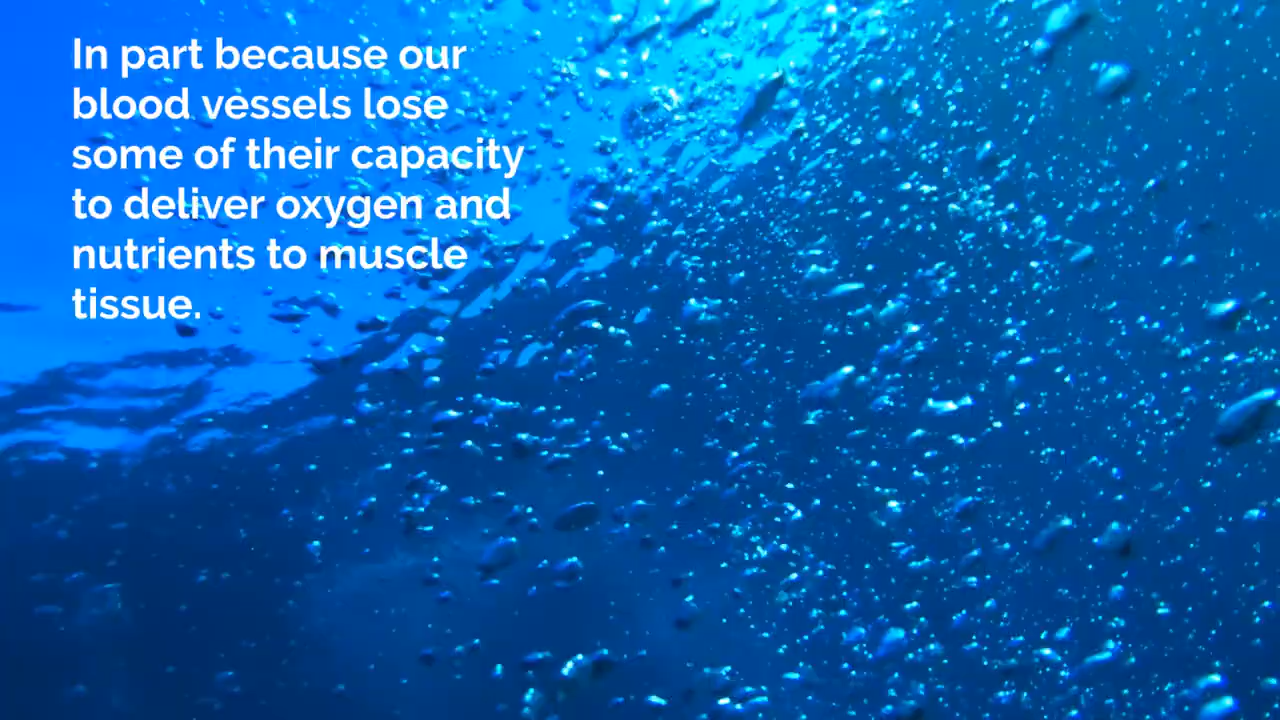 In part because our
blood vessels lose
some of their capacity
to deliver oxygen and
nutrients to muscle
tissue.